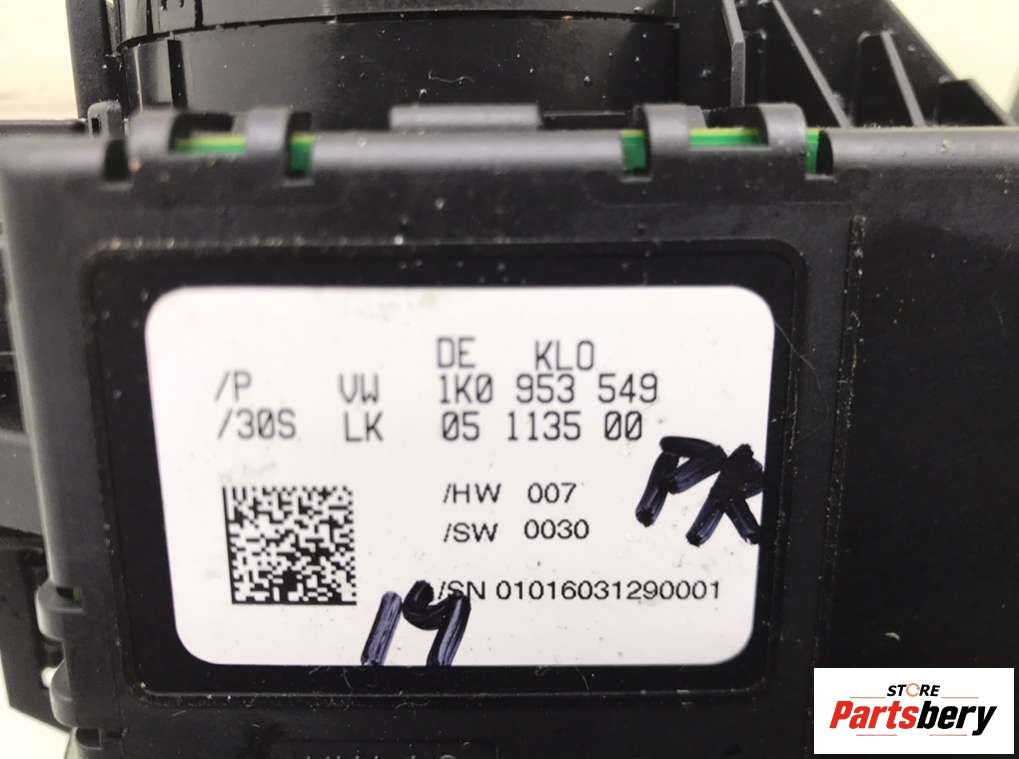 DE KLO
/P VW 1K0 953 549
/30S LK 05 1135 00
PR
/HW 007
/SW 0030
/SN 01016031290001
19
STORE
Partsbery